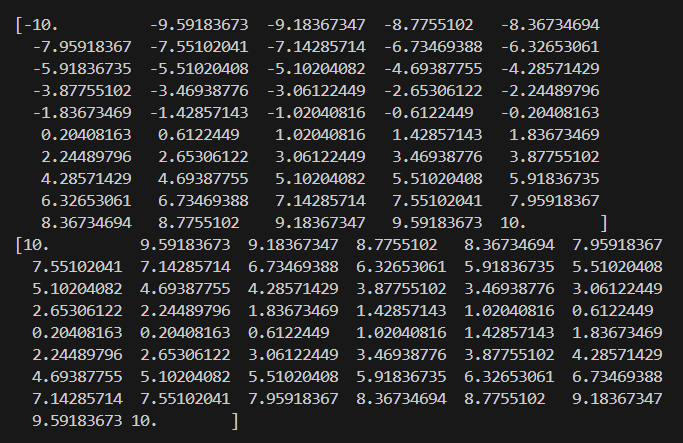 [-10.         -9.59183673  -9.18367347  -8.7755102   -8.36734694
  -7.95918367  -7.55102041  -7.14285714  -6.73469388  -6.32653061
  -5.91836735  -5.51020408  -5.10204082  -4.69387755  -4.28571429
  -3.87755102  -3.46938776  -3.06122449  -2.65306122  -2.24489796
  -1.83673469  -1.42857143  -1.02040816  -0.6122449   -0.20408163
   0.20408163   0.6122449    1.02040816   1.42857143   1.83673469
   2.24489796   2.65306122   3.06122449   3.46938776   3.87755102
   4.28571429   4.69387755   5.10204082   5.51020408   5.91836735
   6.32653061   6.73469388   7.14285714   7.55102041   7.95918367
   8.36734694   8.7755102    9.18367347   9.59183673  10.        ]
[10.          9.59183673  9.18367347  8.7755102   8.36734694  7.95918367
  7.55102041  7.14285714  6.73469388  6.32653061  5.91836735  5.51020408
  5.10204082  4.69387755  4.28571429  3.87755102  3.46938776  3.06122449
  2.65306122  2.24489796  1.83673469  1.42857143  1.02040816  0.6122449
  0.20408163  0.20408163  0.6122449   1.02040816  1.42857143  1.83673469
  2.24489796  2.65306122  3.06122449  3.46938776  3.87755102  4.28571429
  4.69387755  5.10204082  5.51020408  5.91836735  6.32653061  6.73469388
  7.14285714  7.55102041  7.95918367  8.36734694  8.7755102   9.18367347
  9.59183673 10.        ]